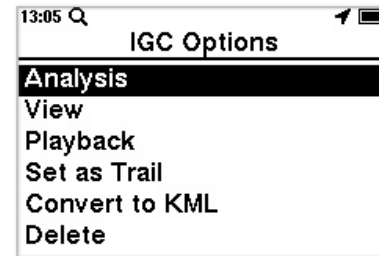 13:05
IGC Options
Analysis
View
Playback
Set as Trail
Convert to KML
Delete